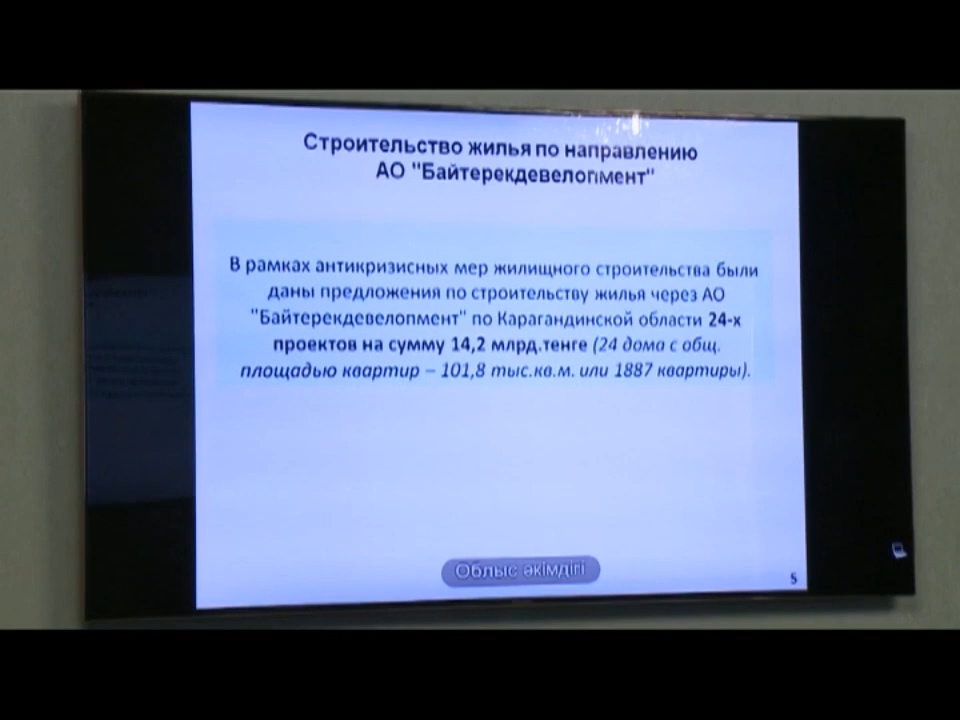 Строительство жилья по направлению
АО "Байтерекдевелопмент"
В рамках антикризисных мер жилищного строительства были
даны предложения по строительству жилья через АО
"Байтерекдевелопмент" по Карагандинской области 24-х
проектов на сумму 14,2 млрд.тенге (24 дома с общ.
площадью квартир – 101,8 тыс.кв.м. или 1887 квартиры).
Облыс әкімдігі
5